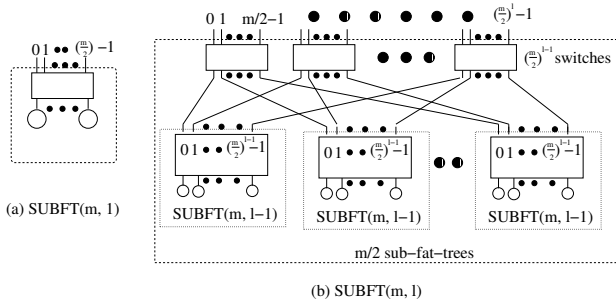 0 1 m/2−1 (m/2)^l −1
0 1 (m/2) −1
(m/2)^{l−1} switches
0 1 (m/2)^{l−1} −1
0 1 (m/2)^{l−1} −1
0 1 (m/2)^{l−1} −1
SUBFT(m, l−1) SUBFT(m, l−1) SUBFT(m, l−1)
(a) SUBFT(m, 1)
m/2 sub−fat−trees
(b) SUBFT(m, l)